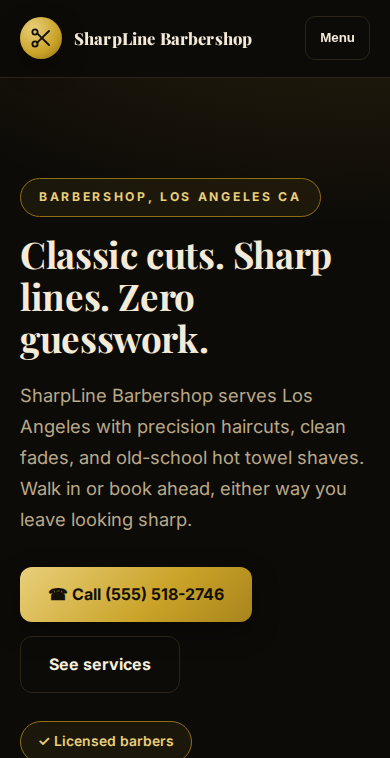 SharpLine Barbershop
Menu
BARBERSHOP, LOS ANGELES CA
Classic cuts. Sharp
lines. Zero
guesswork.
SharpLine Barbershop serves Los
Angeles with precision haircuts, clean
fades, and old-school hot towel shaves.
Walk in or book ahead, either way you
leave looking sharp.
☎ Call (555) 518-2746
See services
✓ Licensed barbers